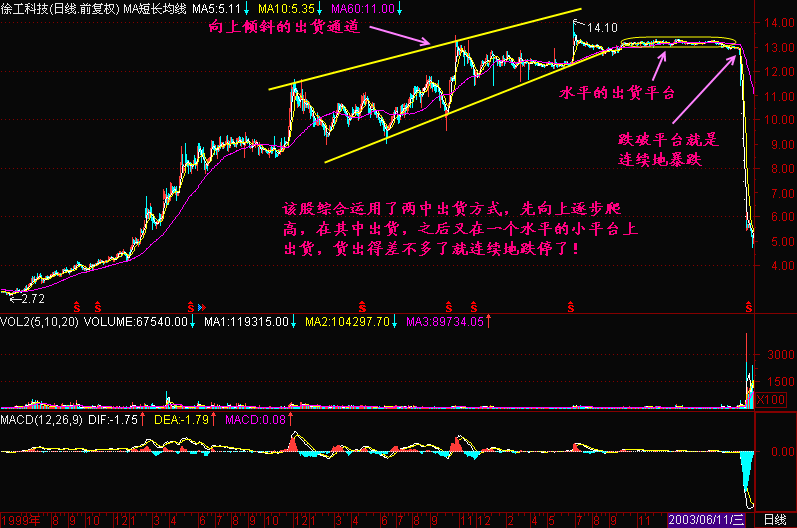 徐工科技(日线.前复权) MA短长均线 MA5:5.11↓ MA10:5.35↓ MA60:11.00↓
向上倾斜的出货通道
14.10
14.00
13.00
12.00
11.00
10.00
9.00
8.00
7.00
6.00
5.00
4.00
水平的出货平台
跌破平台就是
连续地暴跌
该股综合运用了两中出货方式，先向上逐步爬
高，在其中出货，之后又在一个水平的小平台上
出货，货出得差不多了就连续地跌停了！
2.72
S S S S S S S S
VOL2(5,10,20) VOLUME:67540.00↓ MA1:119315.00↓ MA2:104297.70↓ MA3:89734.05↑
3000
1500
X100
MACD(12,26,9) DIF:-1.75↑ DEA:-1.79↑ MACD:0.08↑
0.00
1999年 8 9 10 12 1 3 6 7 8 9 10 12 1 3 4 5 6 7 8 9 11 12 1 2 4 5 7 8 9 11 2003/06/11/三 日线